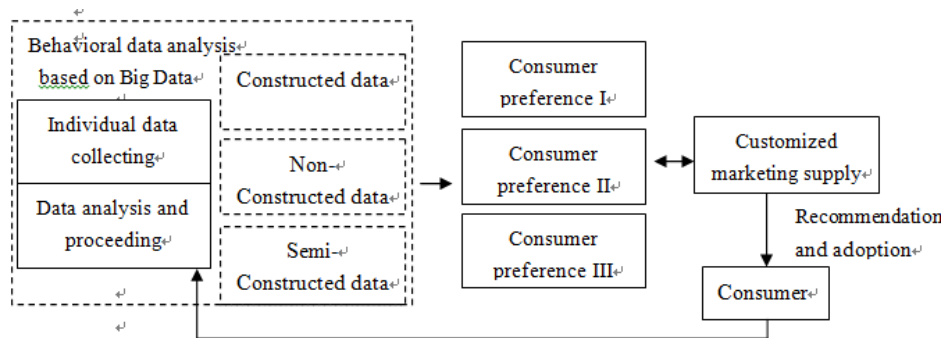 Behavioral data analysis
based on Big Data
Individual data
collecting
Data analysis and
proceeding
Constructed data
Non-
Constructed data
Semi-
Constructed data
Consumer
preference I
Consumer
preference II
Consumer
preference III
Customized
marketing supply
Recommendation
and adoption
Consumer